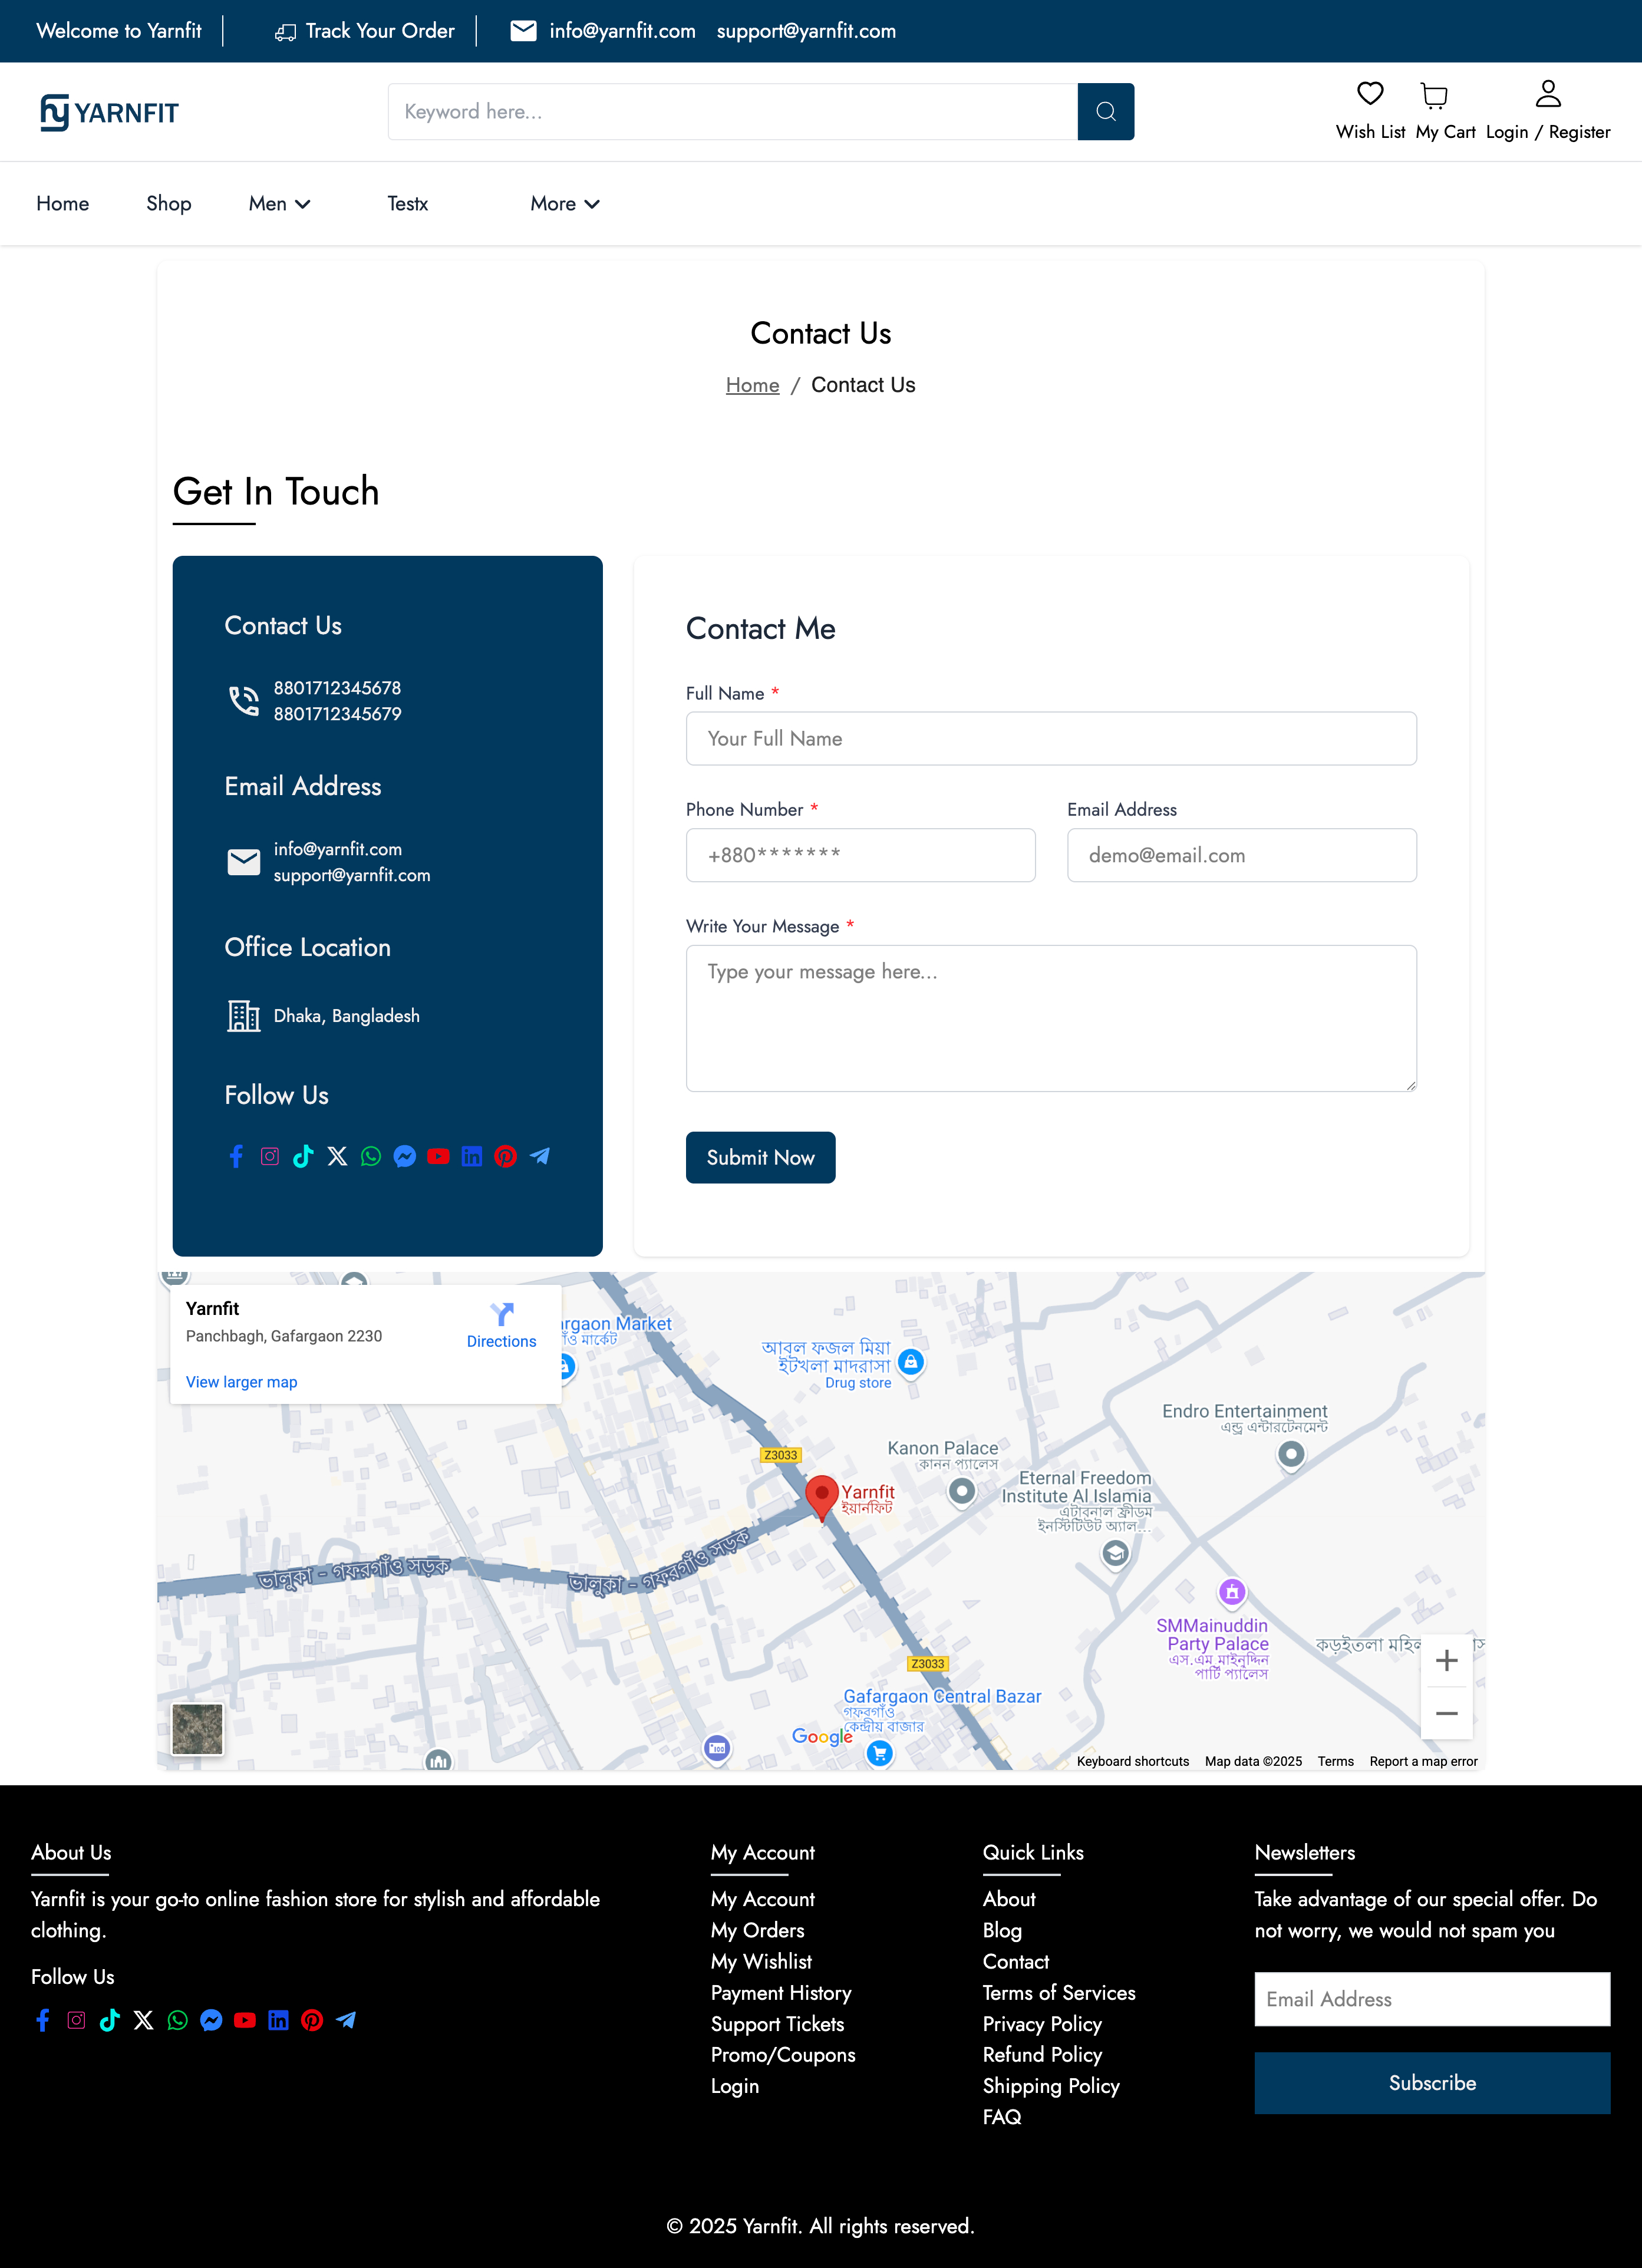 Welcome to Yarnfit
Track Your Order
info@yarnfit.com support@yarnfit.com
YARNFIT
Keyword here...
Wish List My Cart Login / Register
Home Shop Men Testx More
Contact Us
Home / Contact Us
Get In Touch
Contact Us
8801712345678
8801712345679
Email Address
info@yarnfit.com
support@yarnfit.com
Office Location
Dhaka, Bangladesh
Follow Us
Contact Me
Full Name *
Your Full Name
Phone Number * Email Address
+880******* demo@email.com
Write Your Message *
Type your message here...
Submit Now
Yarnfit
Panchbagh, Gafargaon 2230
Directions
View larger map
argaon Market
গাঁও মার্কেট
আবুল ফজল মিয়া
ইটখলা মাদরাসা
Drug store
Endro Entertainment
এন্ড্র এন্টারটেনমেন্ট
Z3033
Kanon Palace
কানন প্যালেস
Eternal Freedom
Institute Al Islamia
এটারনাল ফ্রীডম
ইনস্টিটিউট অ্যাল...
Yarnfit
ইয়ার্নফিট
ভালুকা - গফরগাঁও সড়ক
ভালুকা - গফরগাঁও সড়ক
SMMainuddin
Party Palace
এস.এম মাইনুদ্দিন
পার্টি প্যালেস
কড়ইতলা
Z3033
Gafargaon Central Bazar
গফরগাঁও
কেন্দ্রীয় বাজার
Google
Keyboard shortcuts Map data ©2025 Terms Report a map error
About Us
Yarnfit is your go-to online fashion store for stylish and affordable
clothing.
Follow Us
My Account
My Account
My Orders
My Wishlist
Payment History
Support Tickets
Promo/Coupons
Login
Quick Links
About
Blog
Contact
Terms of Services
Privacy Policy
Refund Policy
Shipping Policy
FAQ
Newsletters
Take advantage of our special offer. Do
not worry, we would not spam you
Email Address
Subscribe
© 2025 Yarnfit. All rights reserved.